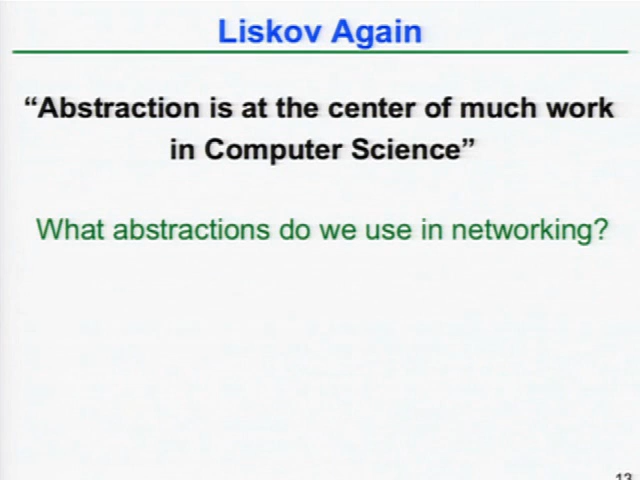 Liskov Again
“Abstraction is at the center of much work
in Computer Science”
What abstractions do we use in networking?
13